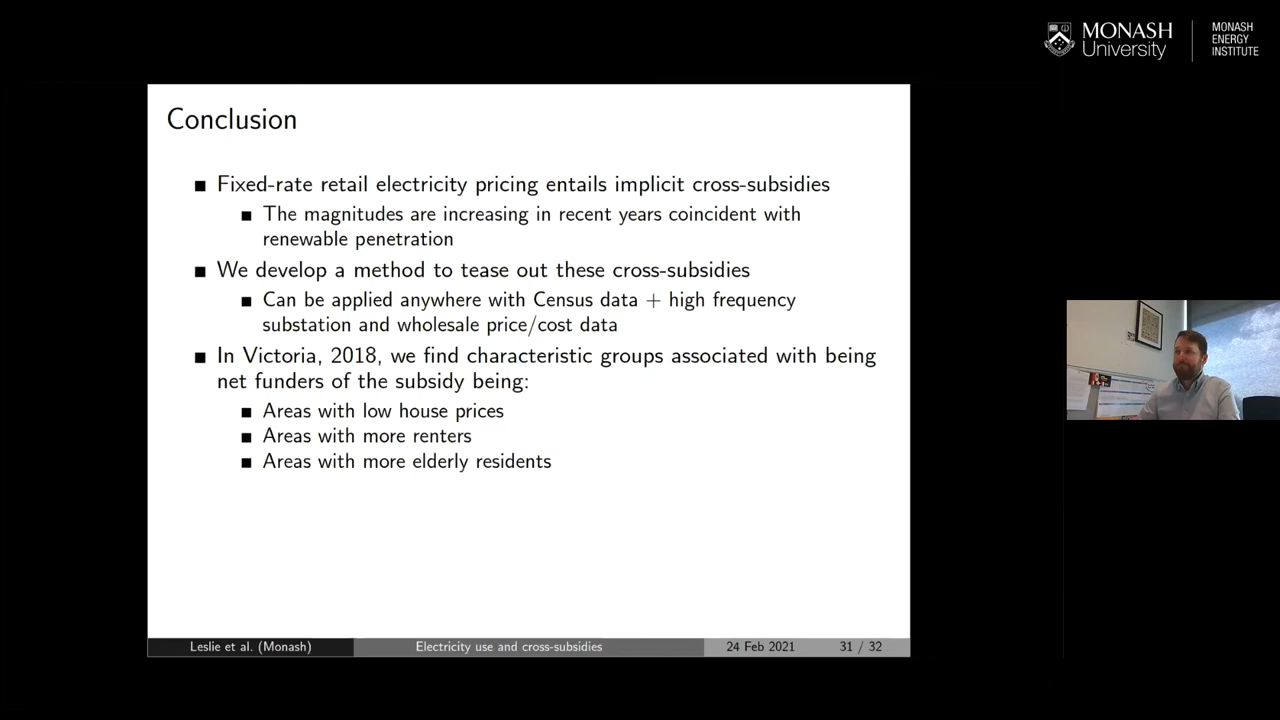 MONASH
University
MONASH
ENERGY
INSTITUTE
Conclusion
Fixed-rate retail electricity pricing entails implicit cross-subsidies
The magnitudes are increasing in recent years coincident with
renewable penetration
We develop a method to tease out these cross-subsidies
Can be applied anywhere with Census data + high frequency
substation and wholesale price/cost data
In Victoria, 2018, we find characteristic groups associated with being
net funders of the subsidy being:
Areas with low house prices
Areas with more renters
Areas with more elderly residents
Leslie et al. (Monash)
Electricity use and cross-subsidies
24 Feb 2021
31 / 32